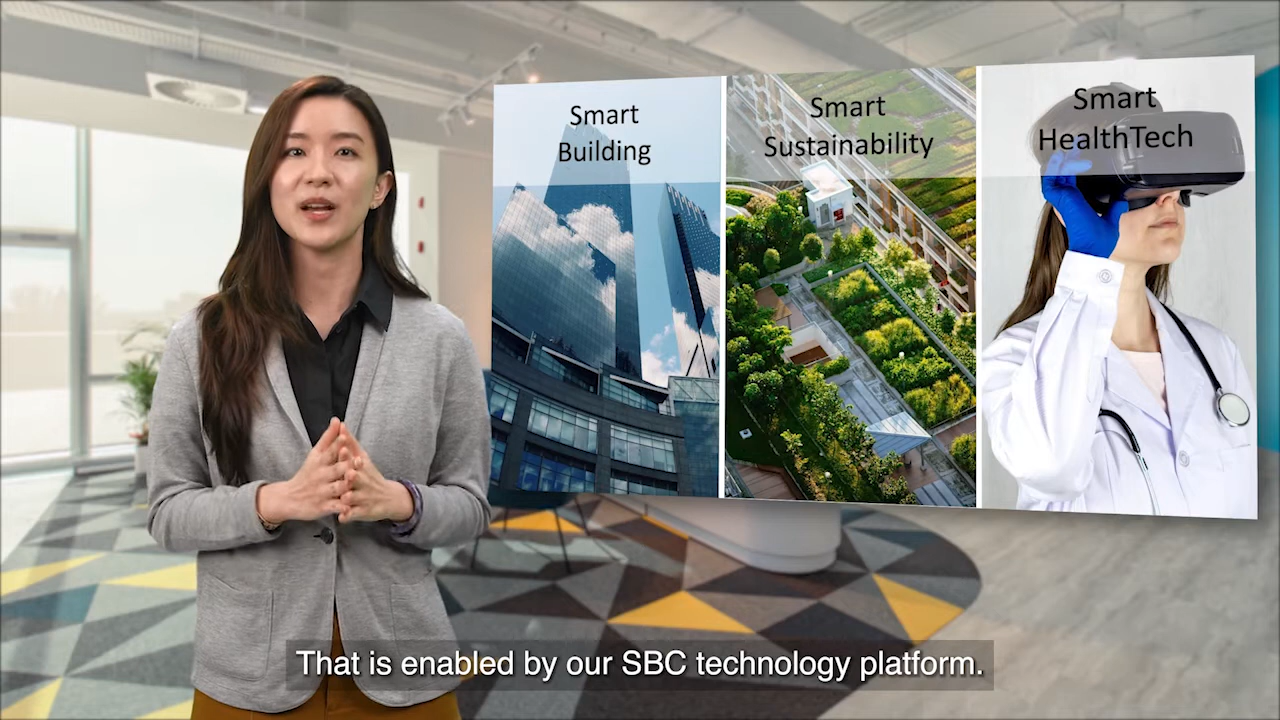 Smart
Building
Smart
Sustainability
Smart
HealthTech
That is enabled by our SBC technology platform.